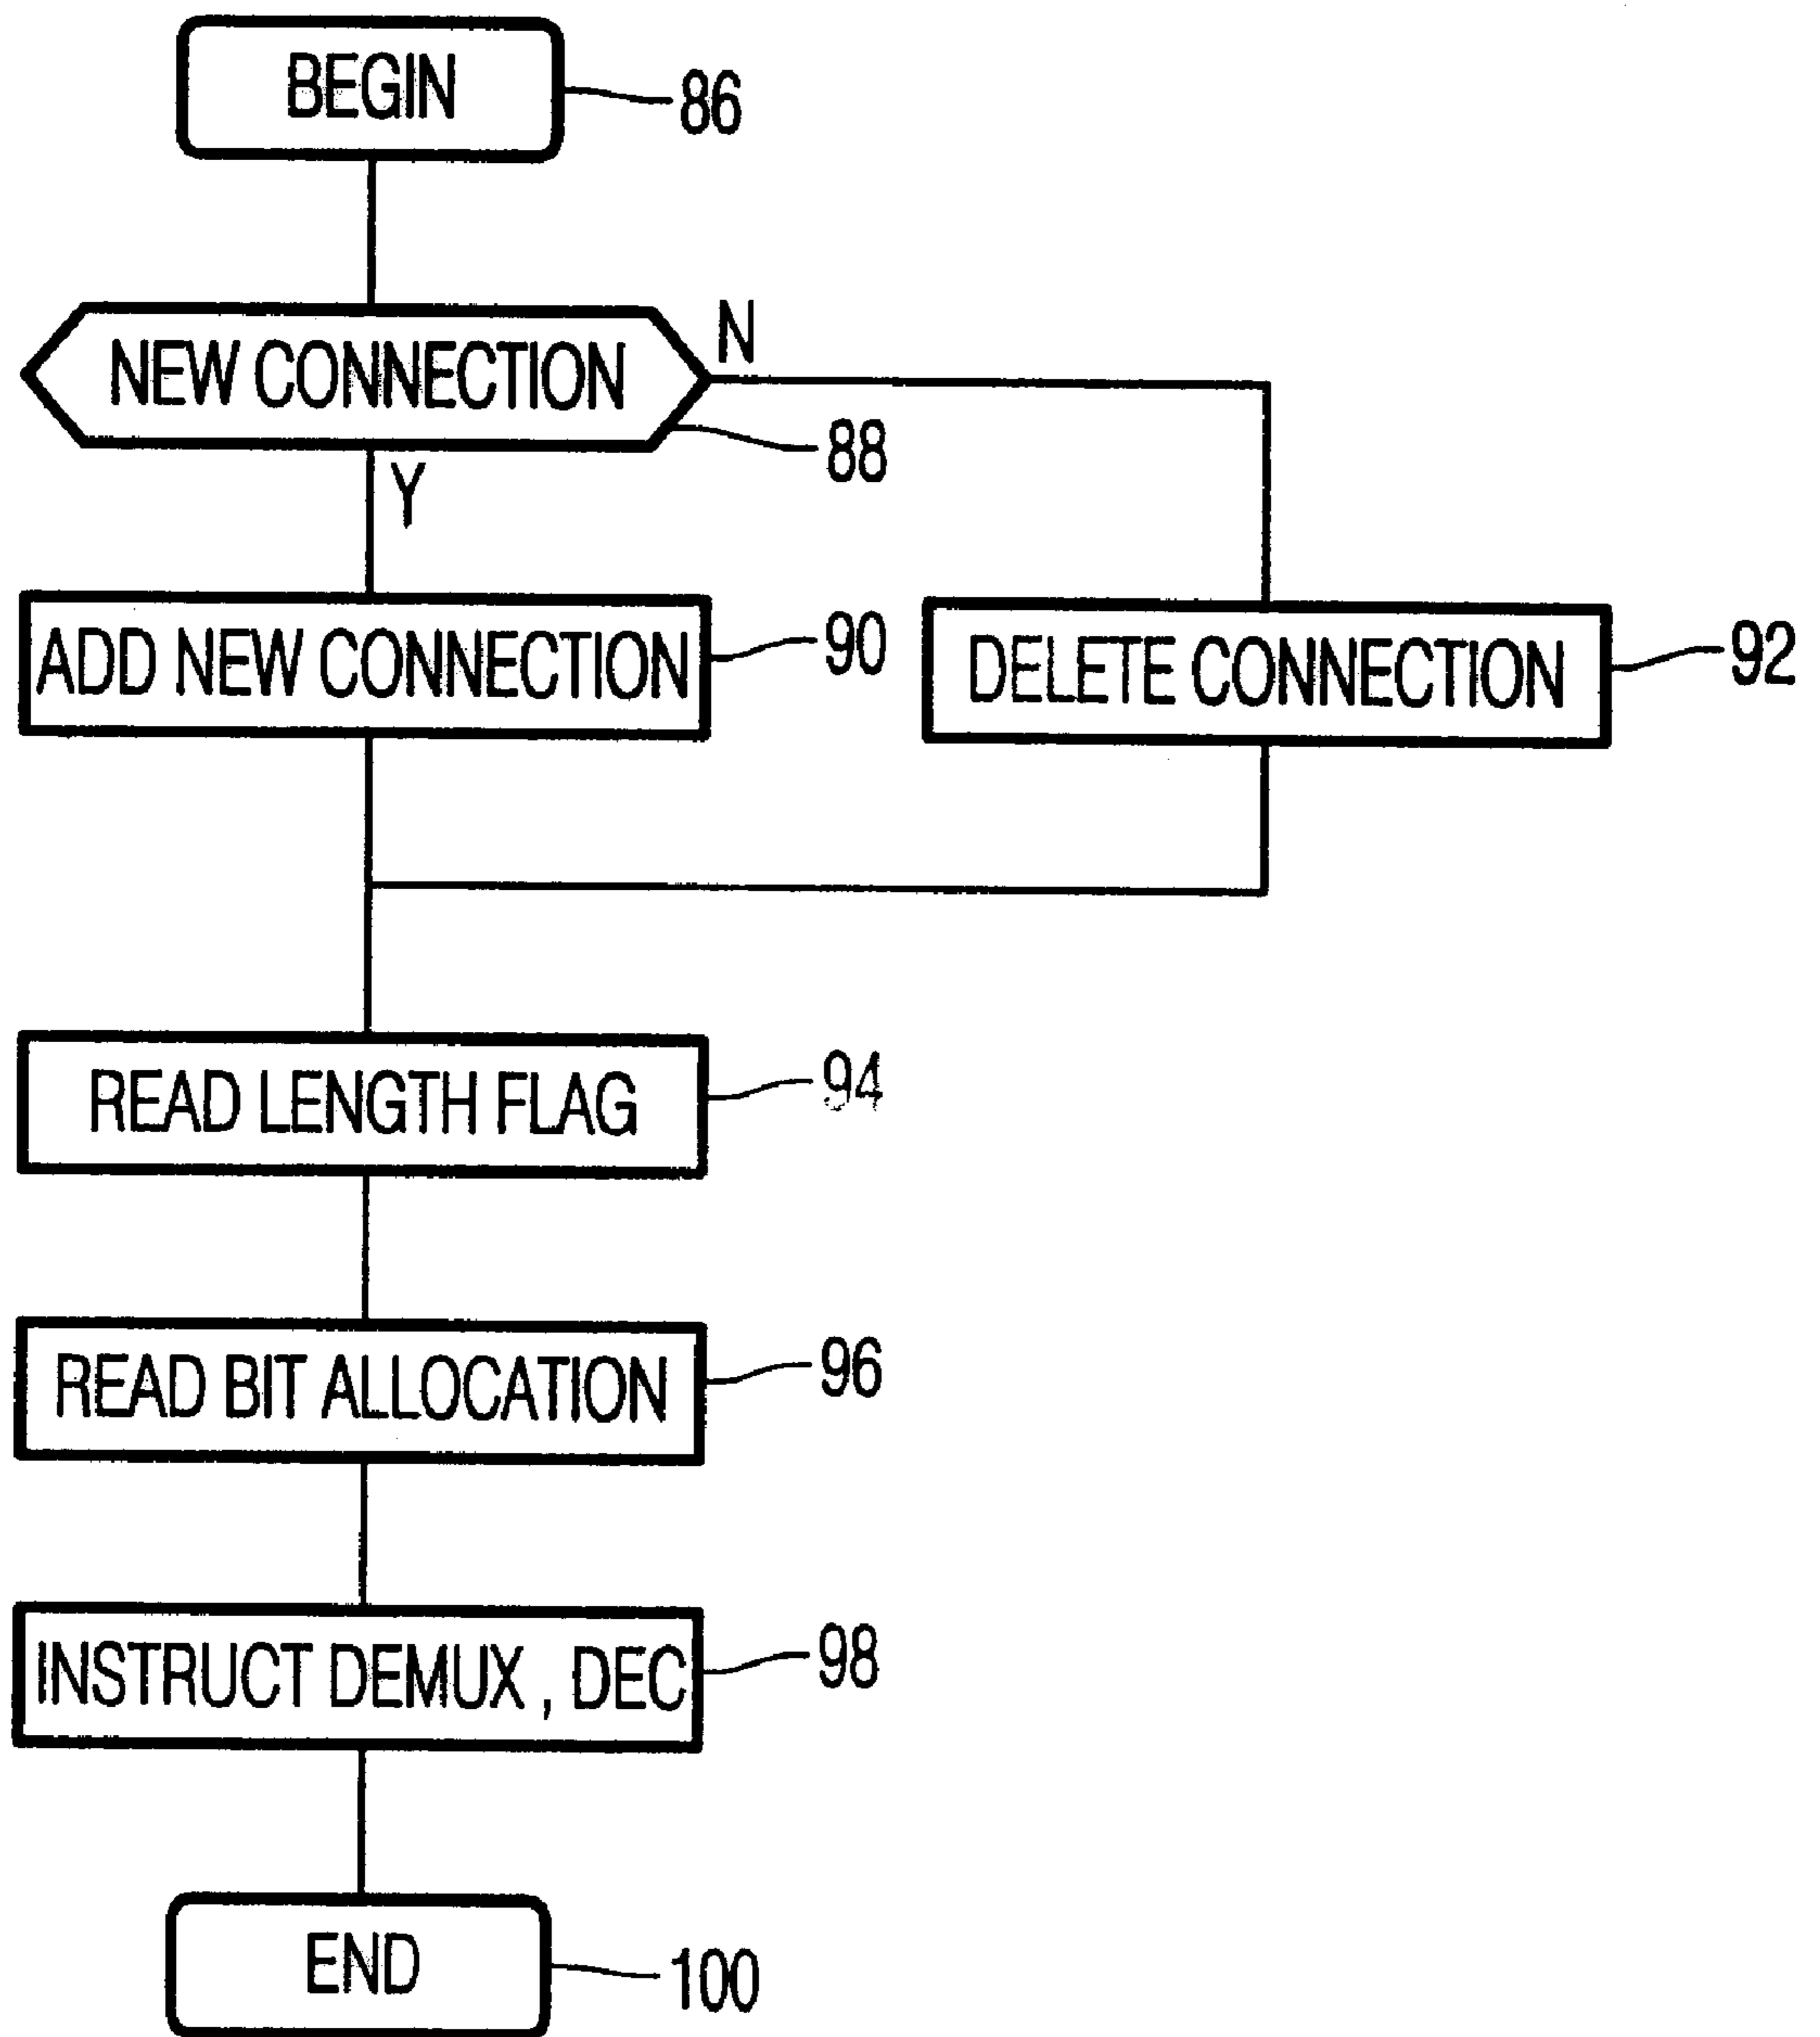 BEGIN
86
NEW CONNECTION
N
88
Y
ADD NEW CONNECTION
90
DELETE CONNECTION
92
READ LENGTH FLAG
94
READ BIT ALLOCATION
96
INSTRUCT DEMUX , DEC
98
END
100